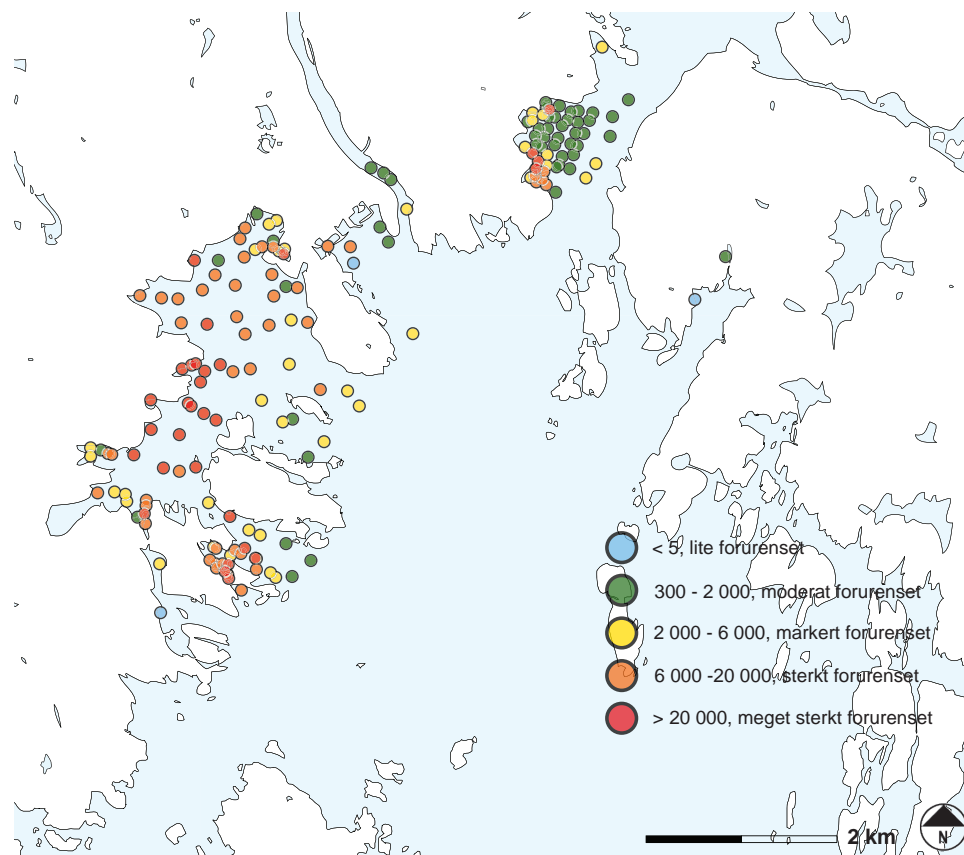 < 5, lite forurenset
300 - 2 000, moderat forurenset
2 000 - 6 000, markert forurenset
6 000 -20 000, sterkt forurenset
> 20 000, meget sterkt forurenset
2 km
N